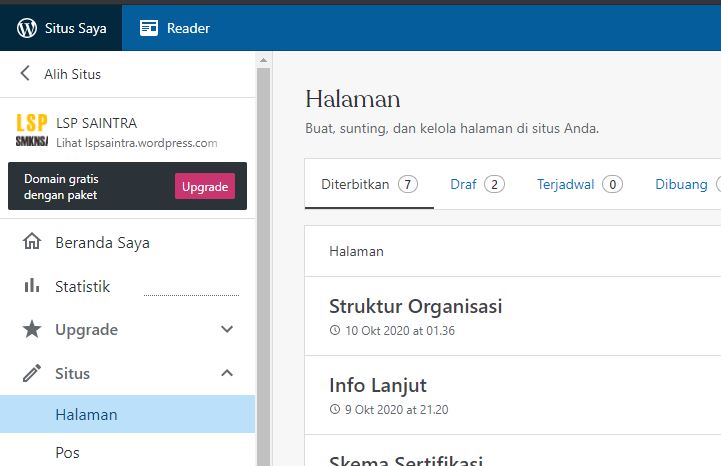 Situs Saya
Reader
Alih Situs
LSP
SMKNSA
LSP SAINTRA
Lihat lspsaintra.wordpress.com
Domain gratis
dengan paket
Upgrade
Beranda Saya
Statistik
Upgrade
Situs
Halaman
Pos
Halaman
Buat, sunting, dan kelola halaman di situs Anda.
Diterbitkan 7
Draf 2
Terjadwal 0
Dibuang
Halaman
Struktur Organisasi
10 Okt 2020 at 01.36
Info Lanjut
9 Okt 2020 at 21.20
Skema Sertifikasi